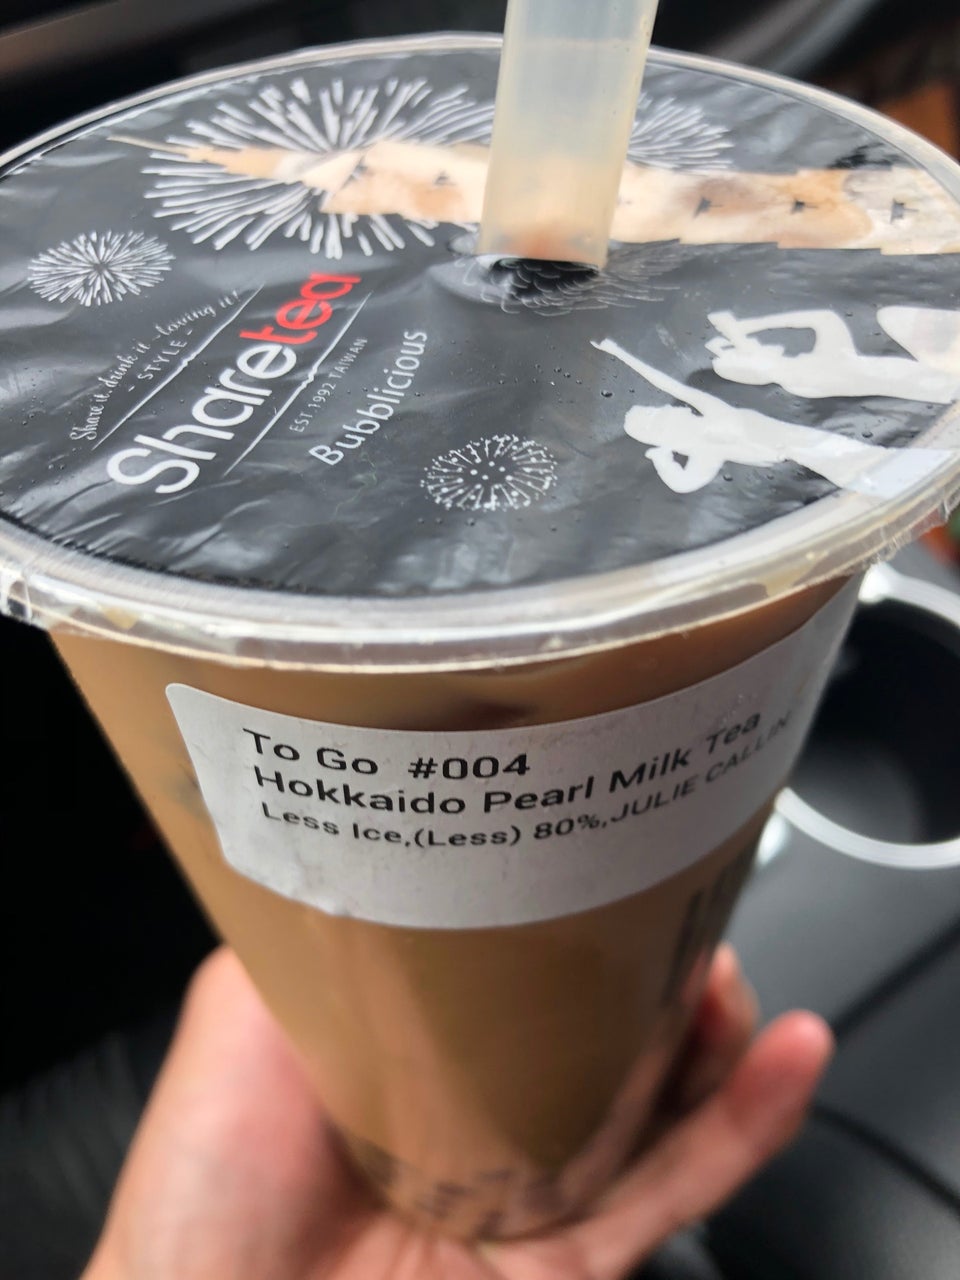 Share it. drink it. loving it.
- STYLE -
Sharetea
EST.1992 TAIWAN
Bubblicious
To Go #004
Hokkaido Pearl Milk Tea
Less Ice,(Less) 80%,JULIE